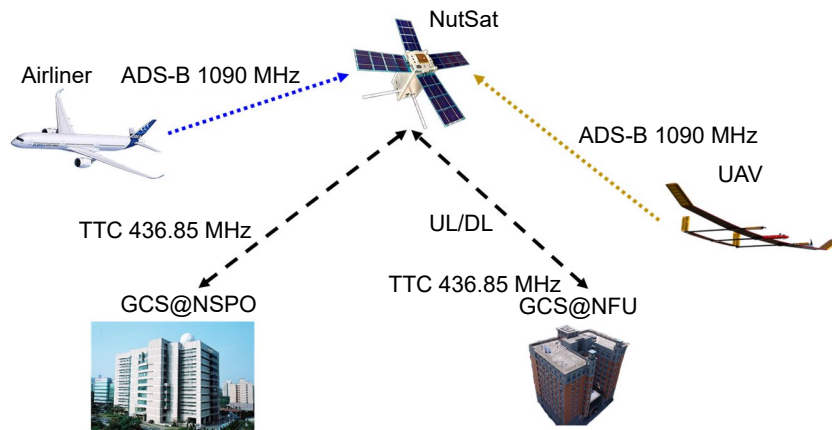 NutSat
Airliner
ADS-B 1090 MHz
ADS-B 1090 MHz
UAV
TTC 436.85 MHz
UL/DL
TTC 436.85 MHz
GCS@NSPO
GCS@NFU